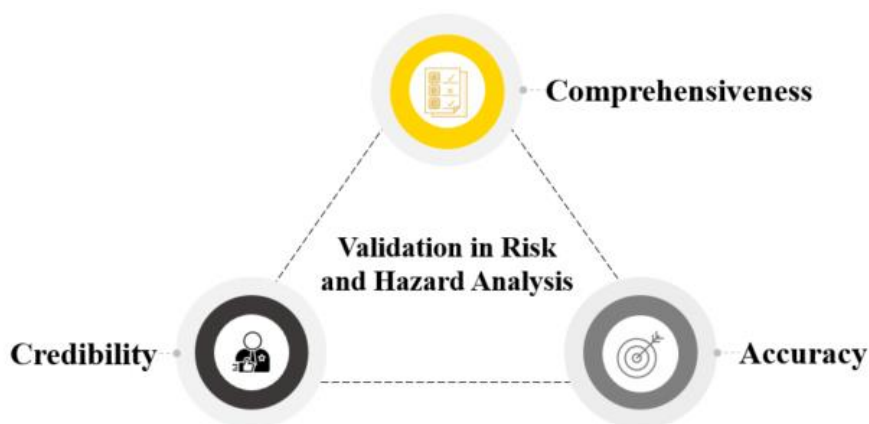 Comprehensiveness
Validation in Risk
and Hazard Analysis
Credibility
Accuracy